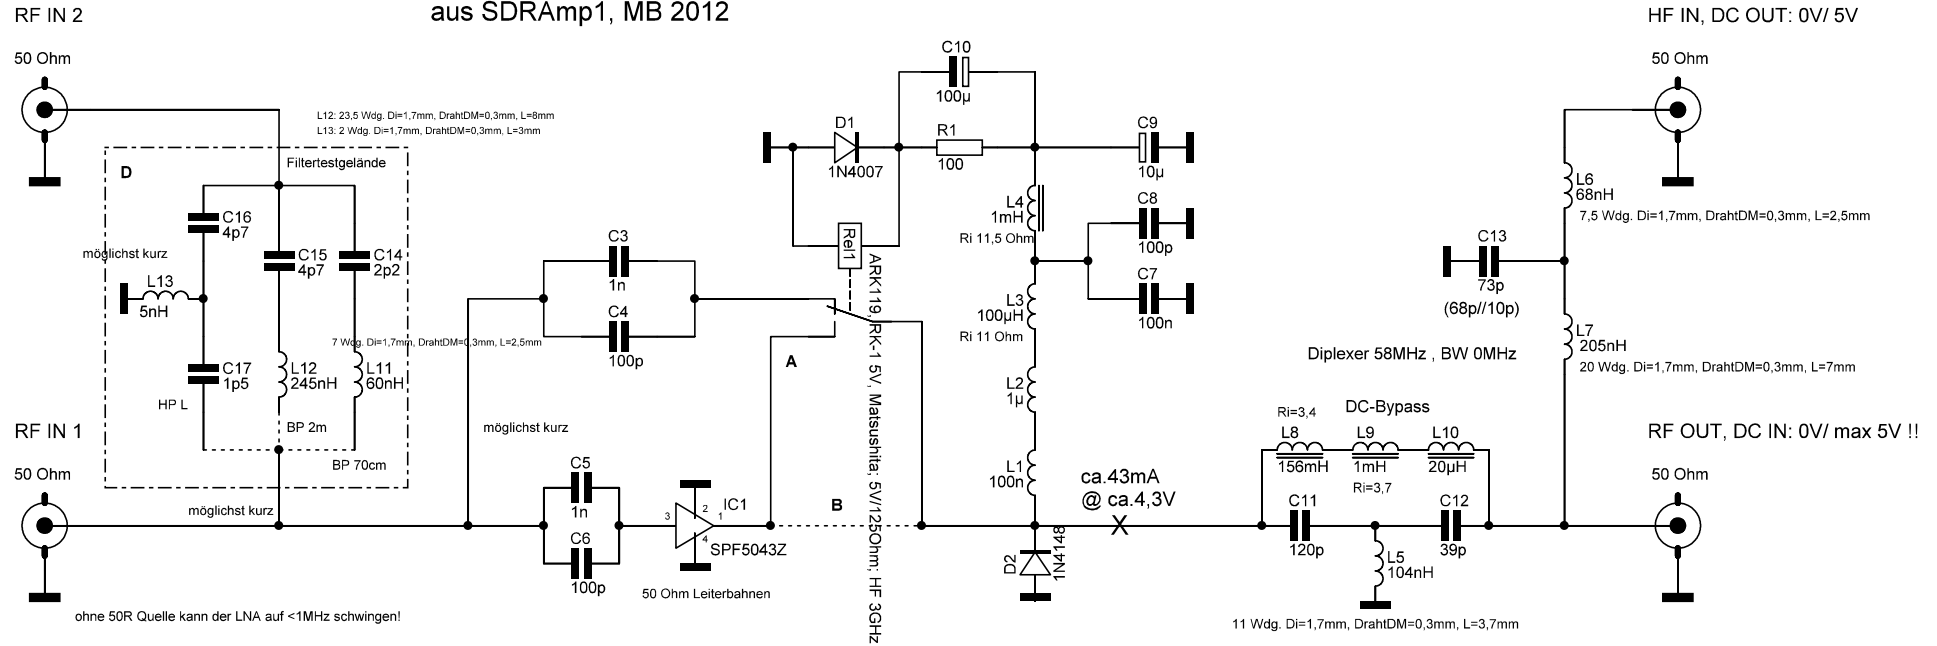 RF IN 2
aus SDRAmp1, MB 2012
HF IN, DC OUT: 0V/ 5V
50 Ohm
50 Ohm
L12: 23,5 Wdg. Di=1,7mm, DrahtDM=0,3mm, L=8mm
L13: 2 Wdg. Di=1,7mm, DrahtDM=0,3mm, L=3mm
D
Filtertestgelände
C16
4p7
möglichst kurz
C15
4p7
C14
2p2
L13
5nH
7 Wdg. Di=1,7mm, DrahtDM=0,3mm, L=2,5mm
C17
1p5
L12
245nH
L11
60nH
HP L
BP 2m
BP 70cm
RF IN 1
50 Ohm
möglichst kurz
ohne 50R Quelle kann der LNA auf <1MHz schwingen!
möglichst kurz
C3
1n
C4
100p
C5
1n
C6
100p
3
2
1
4
IC1
SPF5043Z
50 Ohm Leiterbahnen
A
B
C10
100µ
D1
1N4007
R1
100
C9
10µ
Rel1
ARK119, RK-1 5V, Matsushita; 5V/125Ohm; HF 3GHz
L4
1mH
Ri 11,5 Ohm
C8
100p
C7
100n
L3
100µH
Ri 11 Ohm
L2
1µ
L1
100n
D2
1N4148
ca.43mA
@ ca.4,3V
X
L6
68nH
7,5 Wdg. Di=1,7mm, DrahtDM=0,3mm, L=2,5mm
C13
73p
(68p//10p)
L7
205nH
Diplexer 58MHz , BW 0MHz
20 Wdg. Di=1,7mm, DrahtDM=0,3mm, L=7mm
DC-Bypass
Ri=3,4
L8
156mH
L9
1mH
Ri=3,7
L10
20µH
C11
120p
C12
39p
L5
104nH
11 Wdg. Di=1,7mm, DrahtDM=0,3mm, L=3,7mm
RF OUT, DC IN: 0V/ max 5V !!
50 Ohm